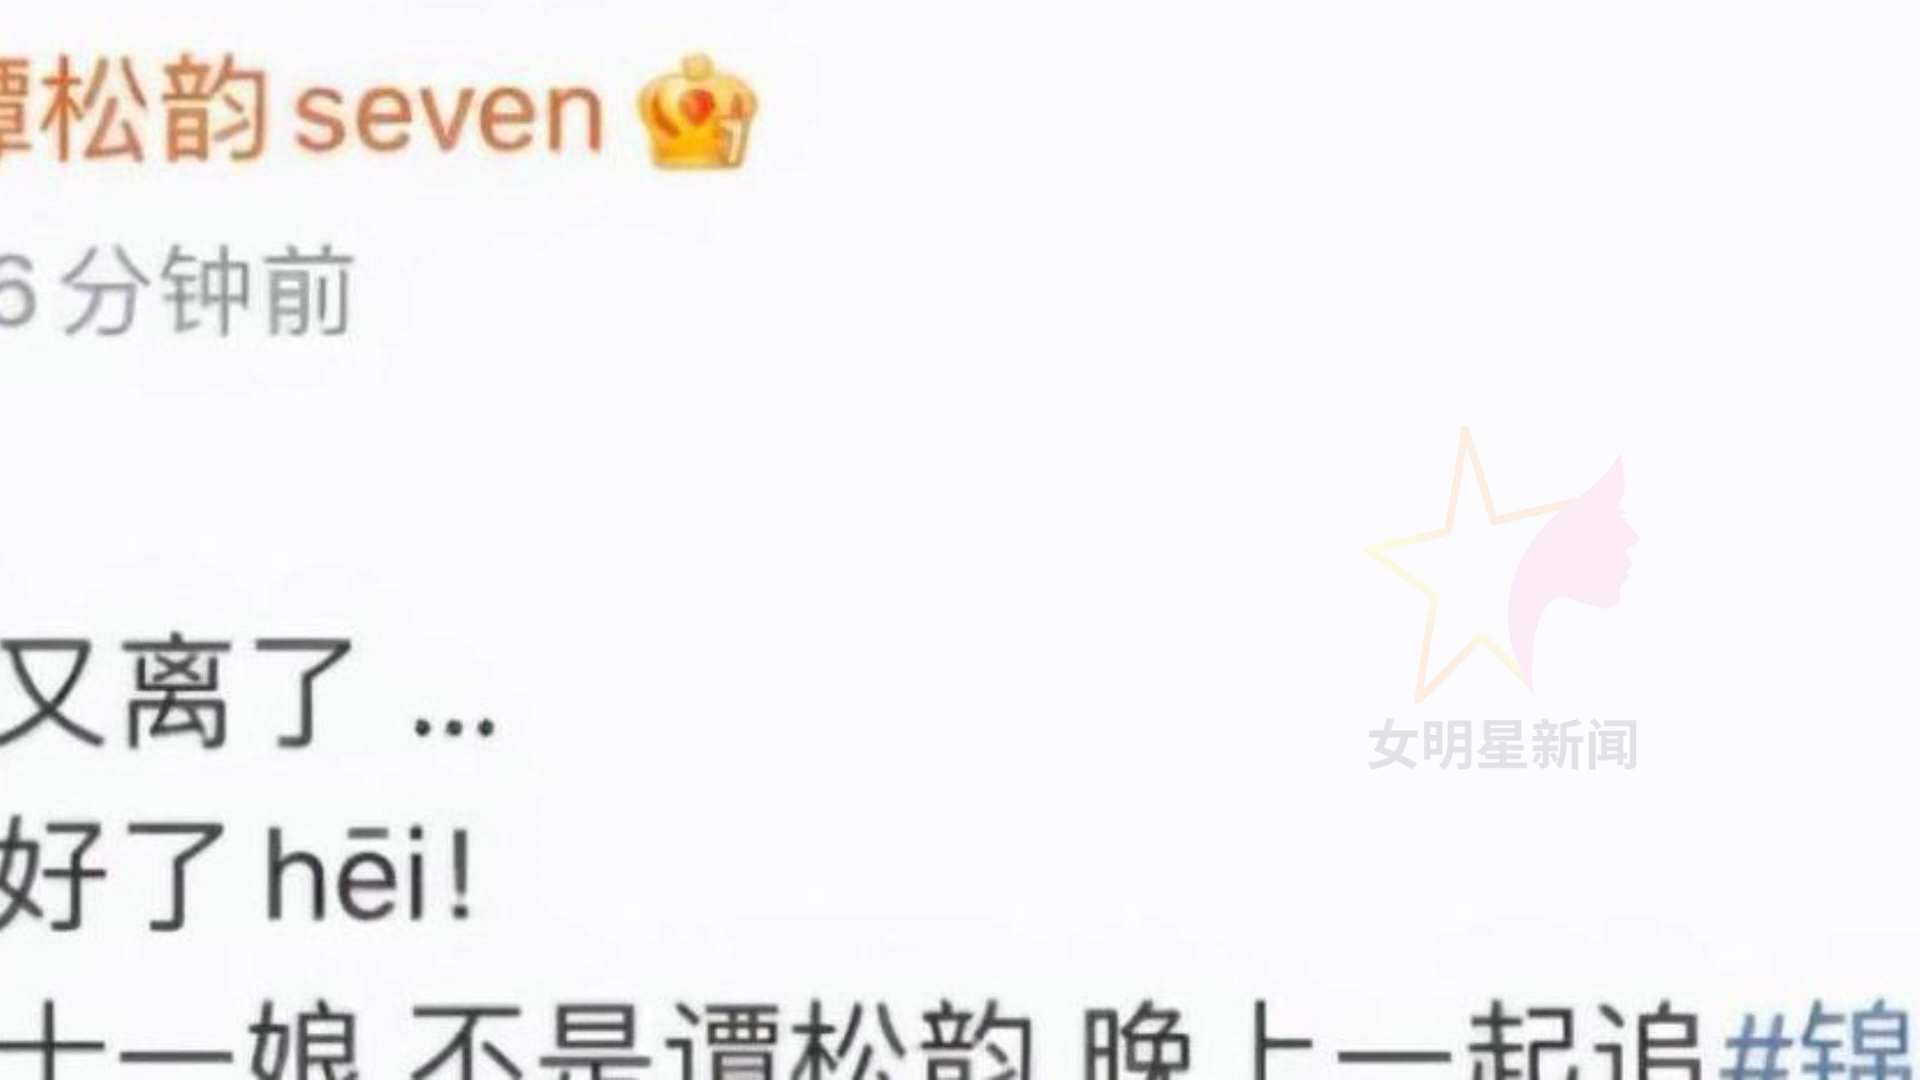 谭松韵seven
6分钟前
又离了...
好了hēi!
女明星新闻
十一娘 不是谭松韵 晚上一起追#锦